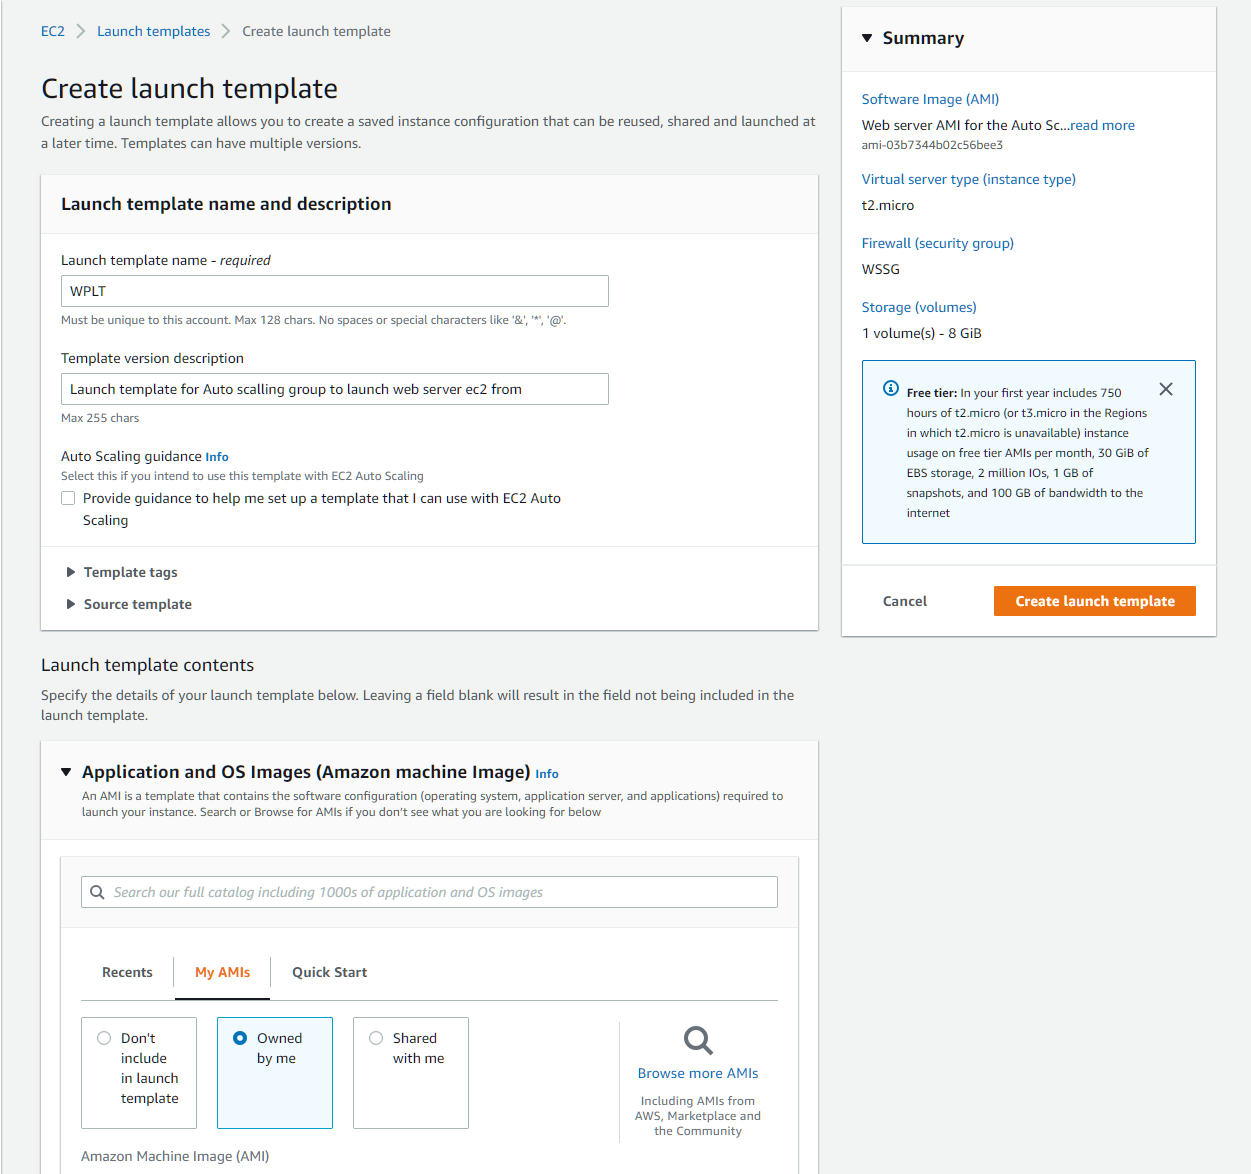 EC2 Launch templates Create launch template
Create launch template
Creating a launch template allows you to create a saved instance configuration that can be reused, shared and launched at
a later time. Templates can have multiple versions.
Launch template name and description
Launch template name - required
WPLT
Must be unique to this account. Max 128 chars. No spaces or special characters like '&', '*', '@'.
Template version description
Launch template for Auto scalling group to launch web server ec2 from
Max 255 chars
Auto Scaling guidance Info
Select this if you intend to use this template with EC2 Auto Scaling
Provide guidance to help me set up a template that I can use with EC2 Auto
Scaling
Template tags
Source template
Launch template contents
Specify the details of your launch template below. Leaving a field blank will result in the field not being included in the
launch template.
Application and OS Images (Amazon machine Image) Info
An AMI is a template that contains the software configuration (operating system, application server, and applications) required to
launch your instance. Search or Browse for AMIs if you don't see what you are looking for below
Search our full catalog including 1000s of application and OS images
Recents My AMIs Quick Start
Don't
include
in launch
template
Owned
by me
Shared
with me
Browse more AMIs
Including AMIs from
AWS, Marketplace and
the Community
Amazon Machine Image (AMI)
Summary
Software Image (AMI)
Web server AMI for the Auto Sc...read more
ami-03b7344b02c56bee3
Virtual server type (instance type)
t2.micro
Firewall (security group)
WSSG
Storage (volumes)
1 volume(s) - 8 GiB
Free tier: In your first year includes 750
hours of t2.micro (or t3.micro in the Regions
in which t2.micro is unavailable) instance
usage on free tier AMIs per month, 30 GiB of
EBS storage, 2 million IOs, 1 GB of
snapshots, and 100 GB of bandwidth to the
internet
Cancel Create launch template